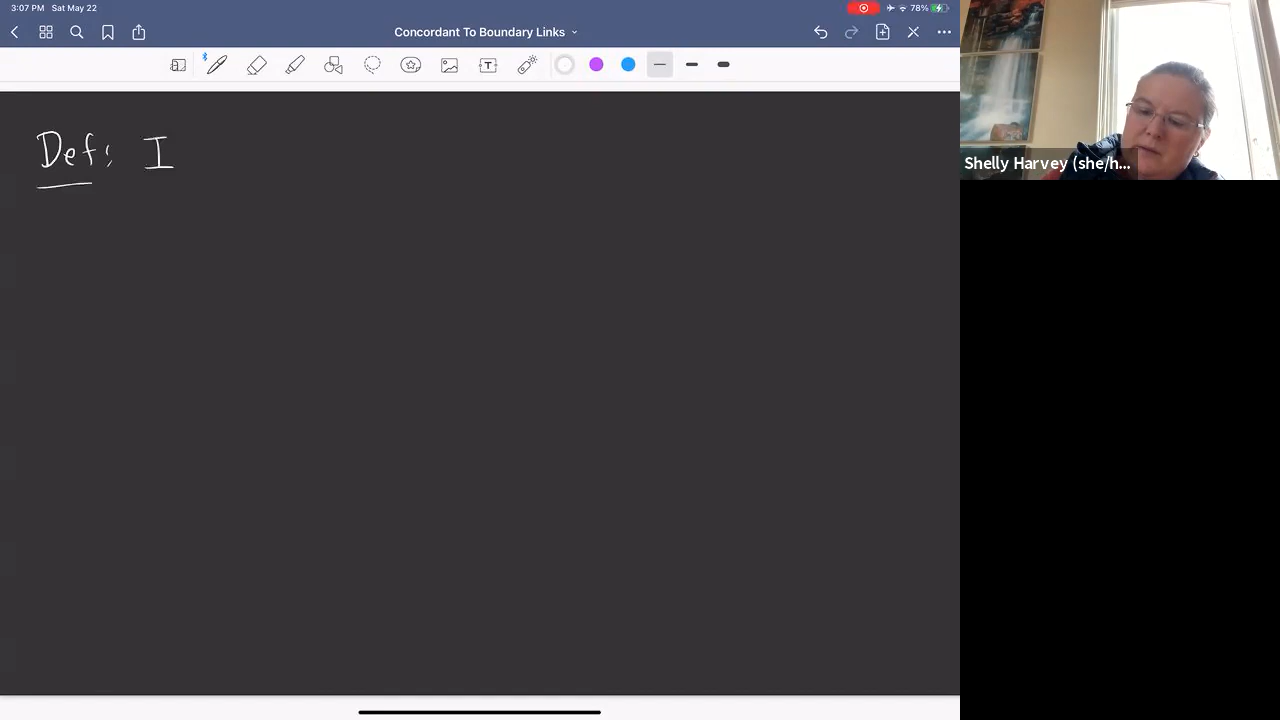 3:07 PM Sat May 22
78%
Concordant To Boundary Links
T
Def: I
Shelly Harvey (she/h...